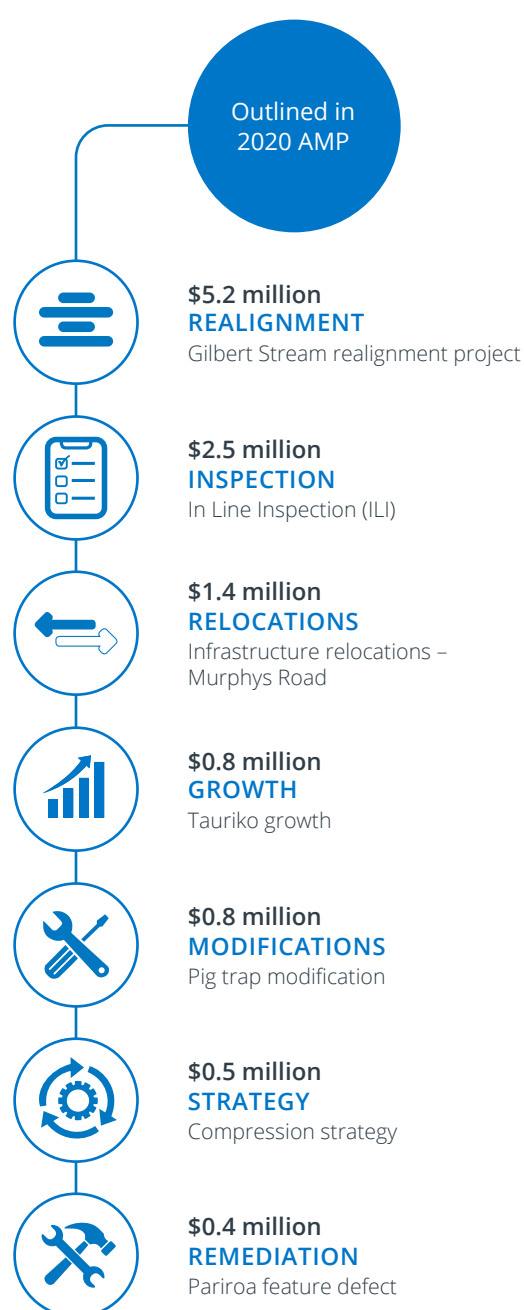 Outlined in
2020 AMP
$5.2 million
REALIGNMENT
Gilbert Stream realignment project
$2.5 million
INSPECTION
In Line Inspection (ILI)
$1.4 million
RELOCATIONS
Infrastructure relocations –
Murphys Road
$0.8 million
GROWTH
Tauriko growth
$0.8 million
MODIFICATIONS
Pig trap modification
$0.5 million
STRATEGY
Compression strategy
$0.4 million
REMEDIATION
Pariroa feature defect